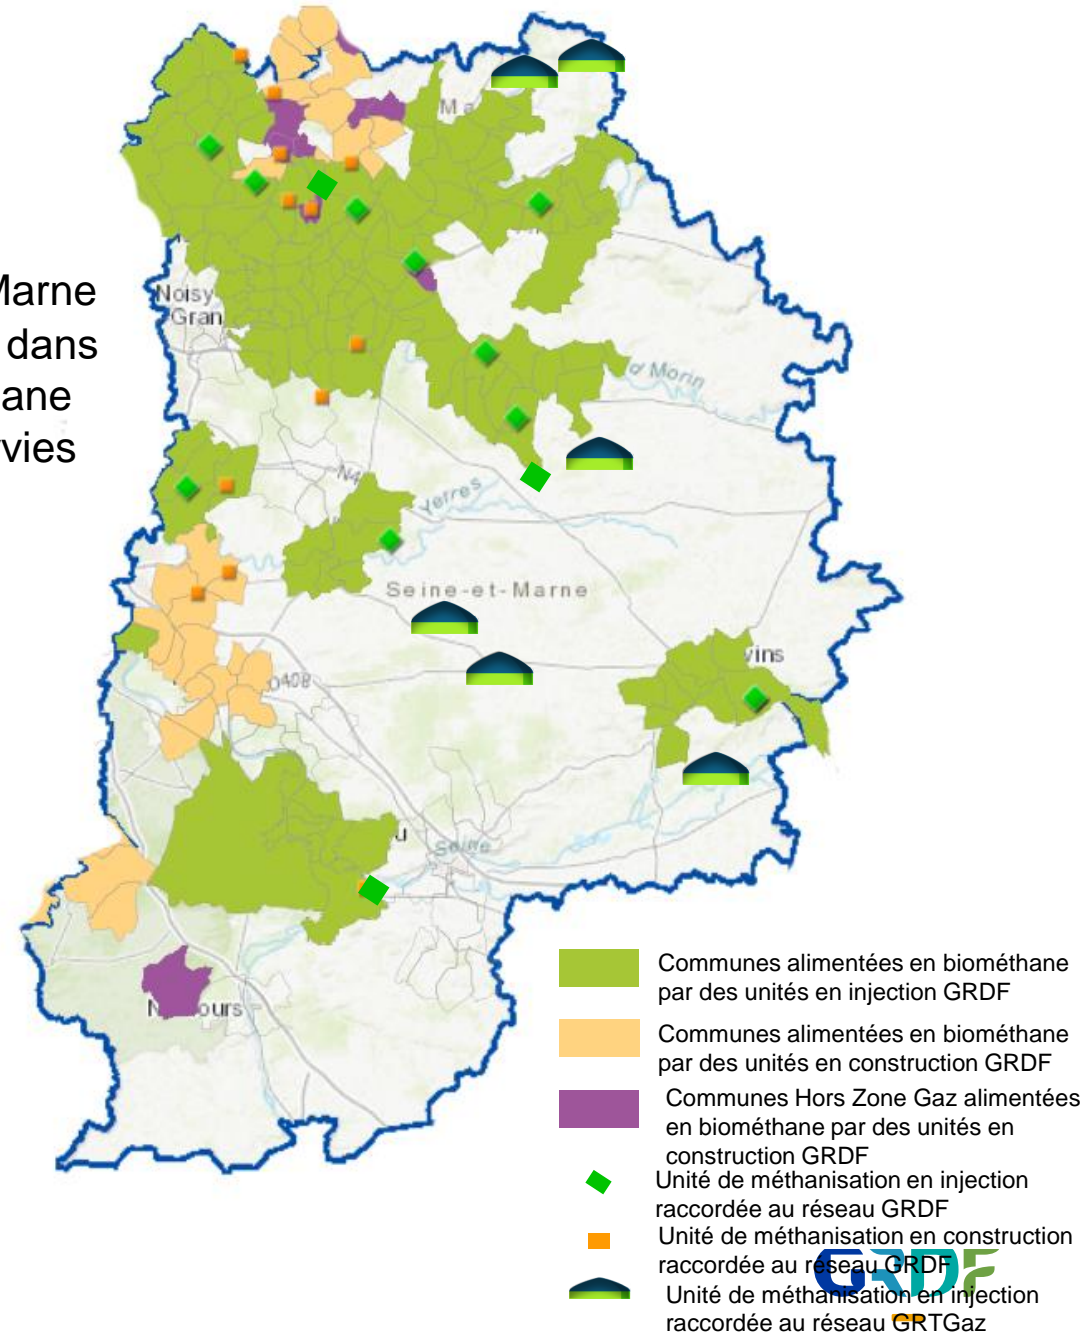 Marne
dans
ane
vies
Ma
Noisy
Gran
d Morin
N4
Yerres
Seine-et-Marne
vins
D408
u
Seine
N ours
Communes alimentées en biométhane
par des unités en injection GRDF
Communes alimentées en biométhane
par des unités en construction GRDF
Communes Hors Zone Gaz alimentées
en biométhane par des unités en
construction GRDF
Unité de méthanisation en injection
raccordée au réseau GRDF
Unité de méthanisation en construction
raccordée au réseau GRDF
GRDF
Unité de méthanisation en injection
raccordée au réseau GRTGaz